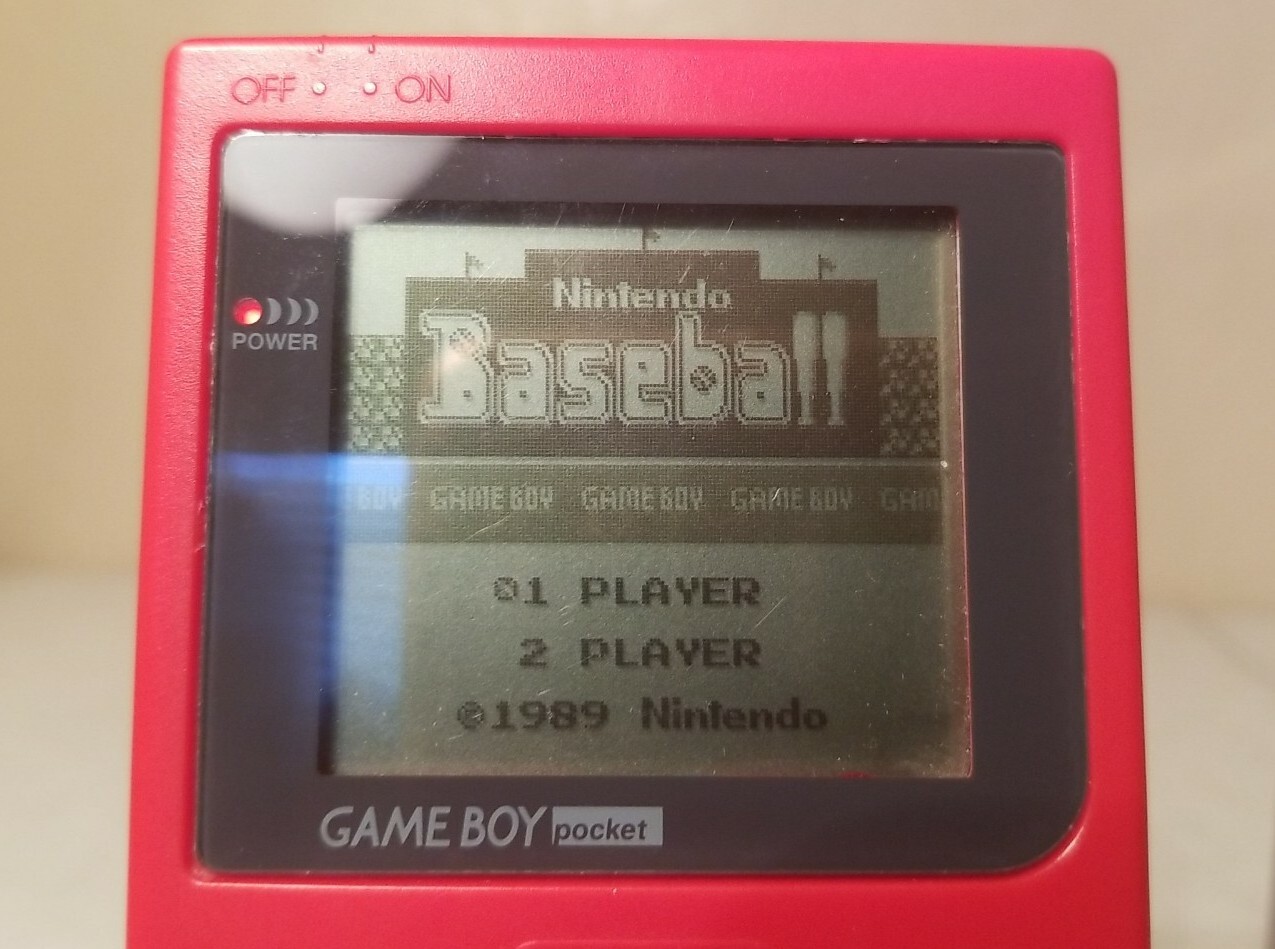 OFF ON
POWER
Nintendo
Baseball
BOY GAME BOY GAME BOY GAME BOY GAM
1 PLAYER
2 PLAYER
©1989 Nintendo
GAME BOY pocket